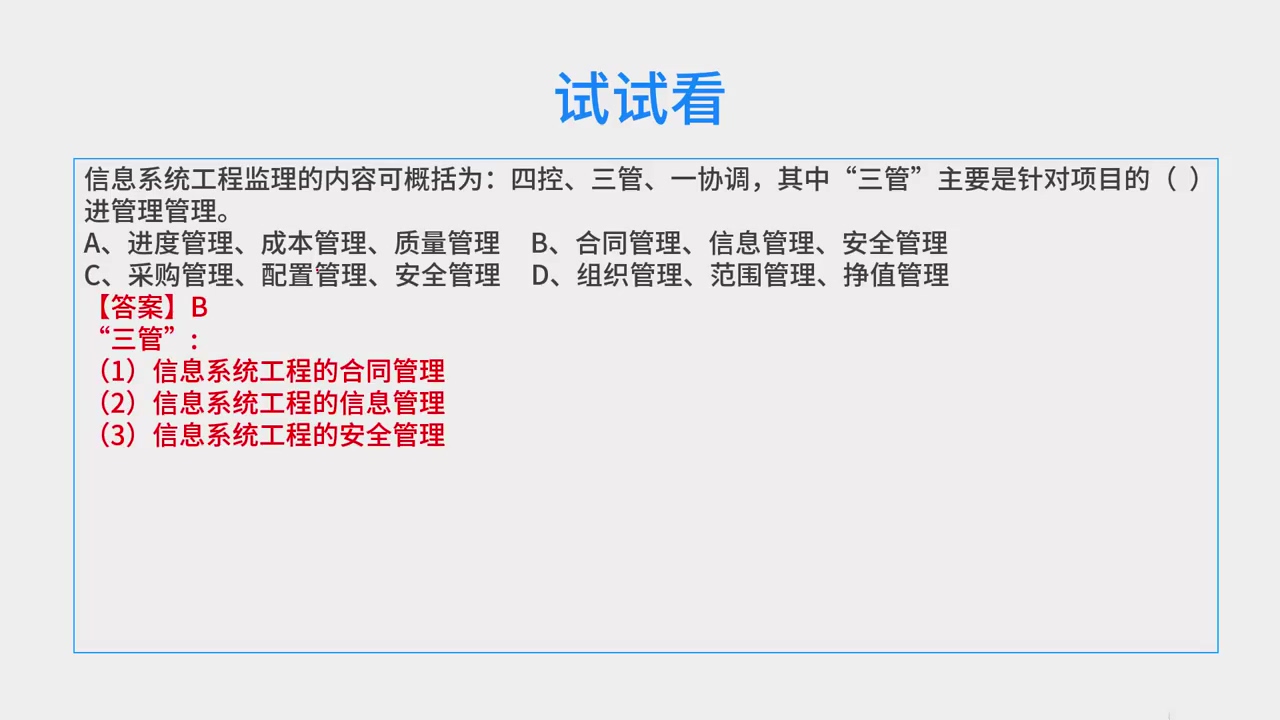 试试看
信息系统工程监理的内容可概括为：四控、三管、一协调，其中“三管”主要是针对项目的（ ）
进管理管理。
A、进度管理、成本管理、质量管理 B、合同管理、信息管理、安全管理
C、采购管理、配置管理、安全管理 D、组织管理、范围管理、挣值管理
【答案】B
“三管”：
（1）信息系统工程的合同管理
（2）信息系统工程的信息管理
（3）信息系统工程的安全管理